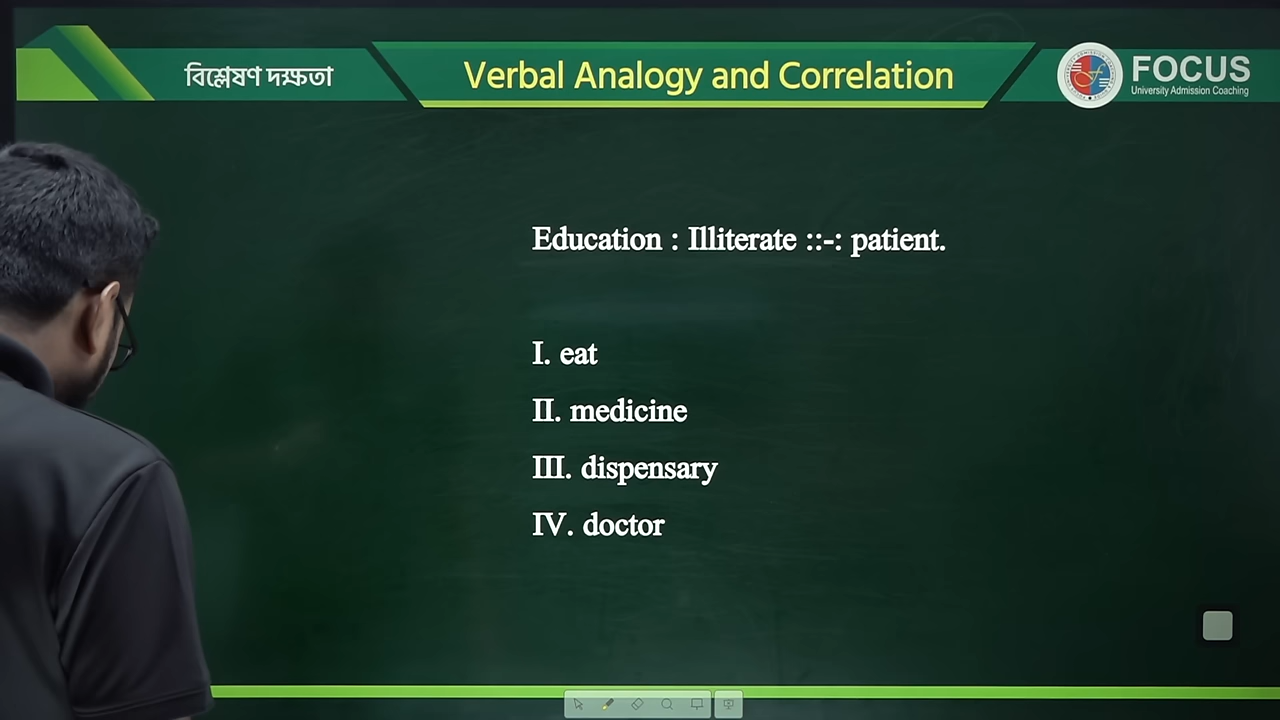 বিশ্লেষণ দক্ষতা
Verbal Analogy and Correlation
FOCUS
University Admission Coaching
Education : Illiterate ::-: patient.
I. eat
II. medicine
III. dispensary
IV. doctor